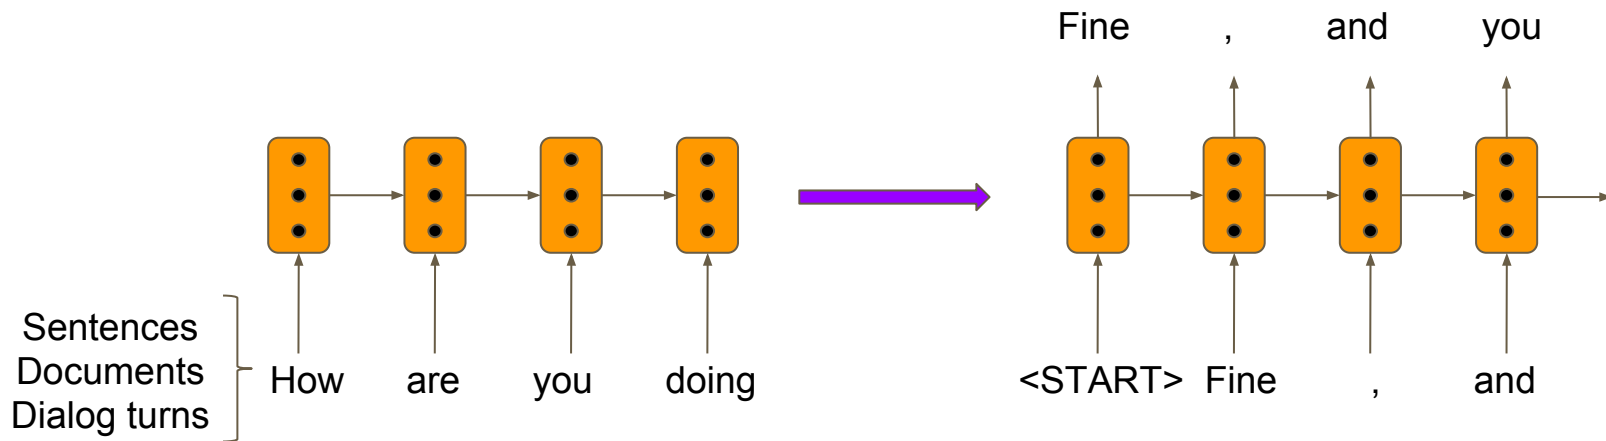 Fine , and you
Sentences
Documents
Dialog turns
How are you doing
<START> Fine , and